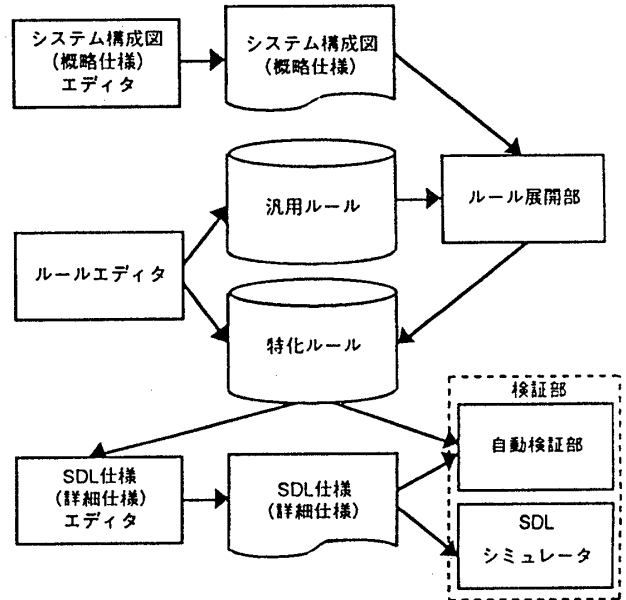 システム構成図
(概略仕様)
エディタ
システム構成図
(概略仕様)
汎用ルール
ルール展開部
ルールエディタ
特化ルール
検証部
自動検証部
SDL仕様
(詳細仕様)
エディタ
SDL仕様
(詳細仕様)
SDL
シミュレータ